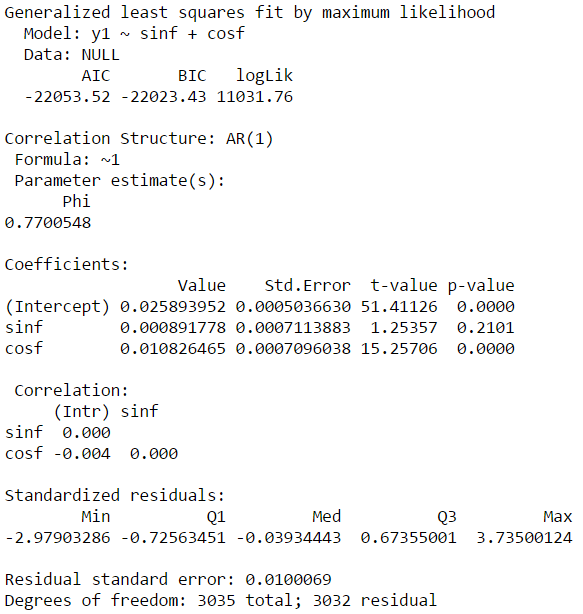 Generalized least squares fit by maximum likelihood
  Model: y1 ~ sinf + cosf
  Data: NULL
        AIC       BIC   logLik
  -22053.52 -22023.43 11031.76

Correlation Structure: AR(1)
 Formula: ~1
 Parameter estimate(s):
      Phi
0.7700548

Coefficients:
                  Value    Std.Error  t-value p-value
(Intercept) 0.025893952 0.0005036630 51.41126  0.0000
sinf        0.000891778 0.0007113883  1.25357  0.2101
cosf        0.010826465 0.0007096038 15.25706  0.0000

 Correlation:
     (Intr) sinf
sinf  0.000
cosf -0.004  0.000

Standardized residuals:
        Min          Q1         Med          Q3         Max
-2.97903286 -0.72563451 -0.03934443  0.67355001  3.73500124

Residual standard error: 0.0100069
Degrees of freedom: 3035 total; 3032 residual